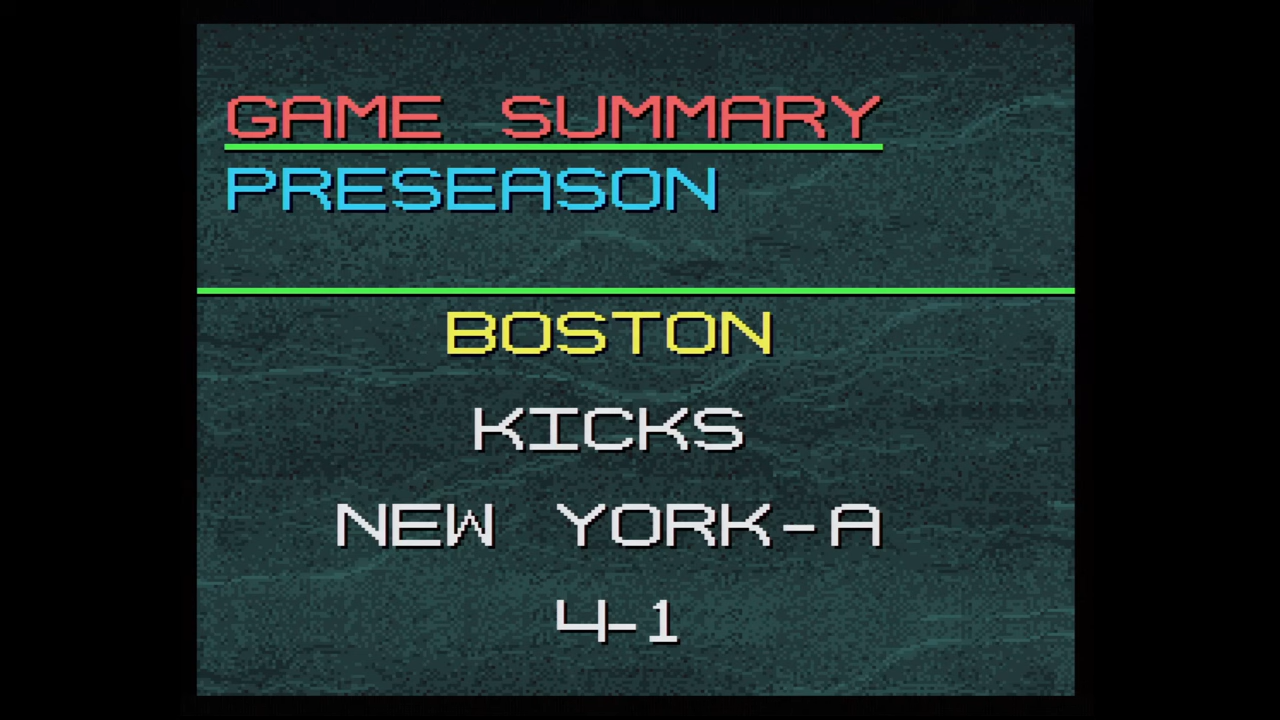 GAME SUMMARY
PRESEASON
BOSTON
KICKS
NEW YORK-A
4-1